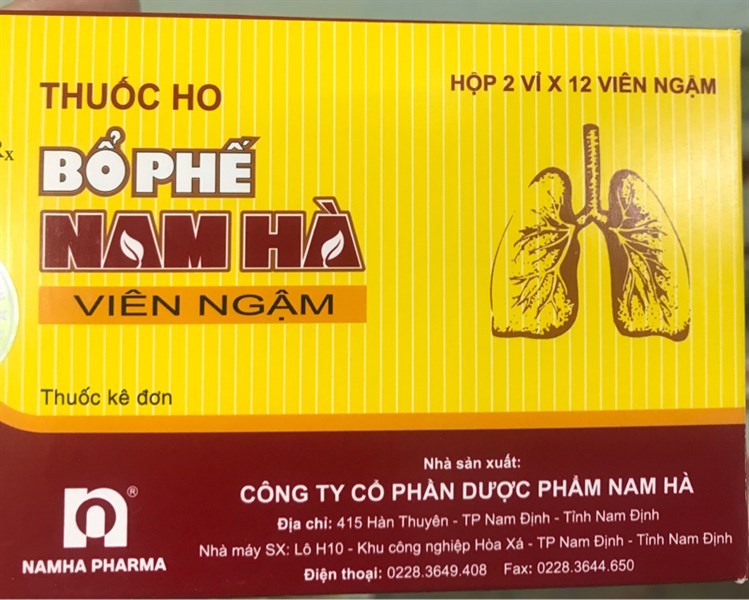 THUỐC HO
HỘP 2 VỈ X 12 VIÊN NGẬM
Rx
BỔ PHẾ
NAM HÀ
VIÊN NGẬM
Thuốc kê đơn
Nhà sản xuất:
CÔNG TY CỔ PHẦN DƯỢC PHẨM NAM HÀ
Địa chỉ: 415 Hàn Thuyên - TP Nam Định - Tỉnh Nam Định
Nhà máy SX: Lô H10 - Khu công nghiệp Hòa Xá - TP Nam Định - Tỉnh Nam Định
Điện thoại: 0228.3649.408 Fax: 0228.3644.650
n®
NAMHA PHARMA